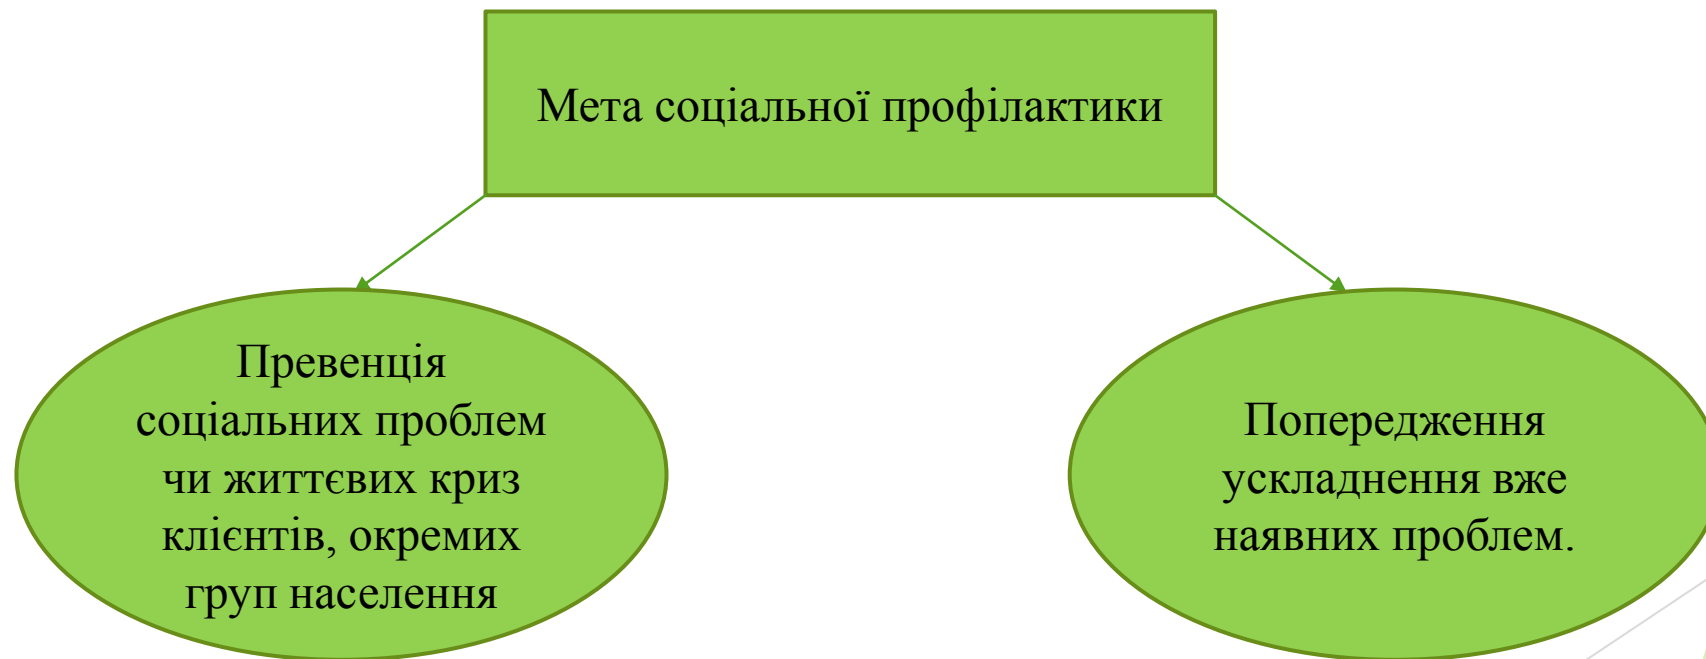 Мета соціальної профілактики
Превенція
соціальних проблем
чи життєвих криз
клієнтів, окремих
груп населення
Попередження
ускладнення вже
наявних проблем.